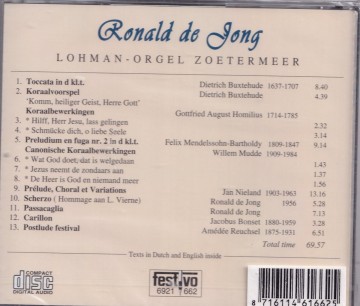 Ronald de Jong
LOHMAN-ORGEL ZOETERMEER
1. Toccata in d kl.t. Dietrich Buxtehude 1637-1707 8.40
2. Koraalvoorspel Dietrich Buxtehude 4.39
'Komm, heiliger Geist, Herre Gott'
Koraalbewerkingen Gottfried August Homilius 1714-1785
3. * Hilff, Herr Jesu, lass gelingen 2.32
4. * Schmücke dich, o liebe Seele 3.14
5. Preludium en fuga nr. 2 in d kl.t. Felix Mendelssohn-Bartholdy 1809-1847 9.14
Canonische Koraalbewerkingen Willem Mudde 1909-1984
6. * Wat God doet, dat is welgedaan 1.43
7. * Jezus neemt de zondaars aan 1.37
8. * De Heer is God en niemand meer 1.56
9. Prélude, Choral et Variations Jan Nieland 1903-1963 13.16
10. Scherzo (Hommage aan L. Vierne) Ronald de Jong 1956 5.28
11. Passacaglia Ronald de Jong 5.28
12. Carillon Jacobus Bonset 1880-1959 3.28
13. Postlude festival Amédée Reuchsel 1875-1931 6.51
Total time 69.57
Texts in Dutch and English inside
COMPACT
disc
DIGITAL AUDIO
festivo
6921 662
8 716114 616625